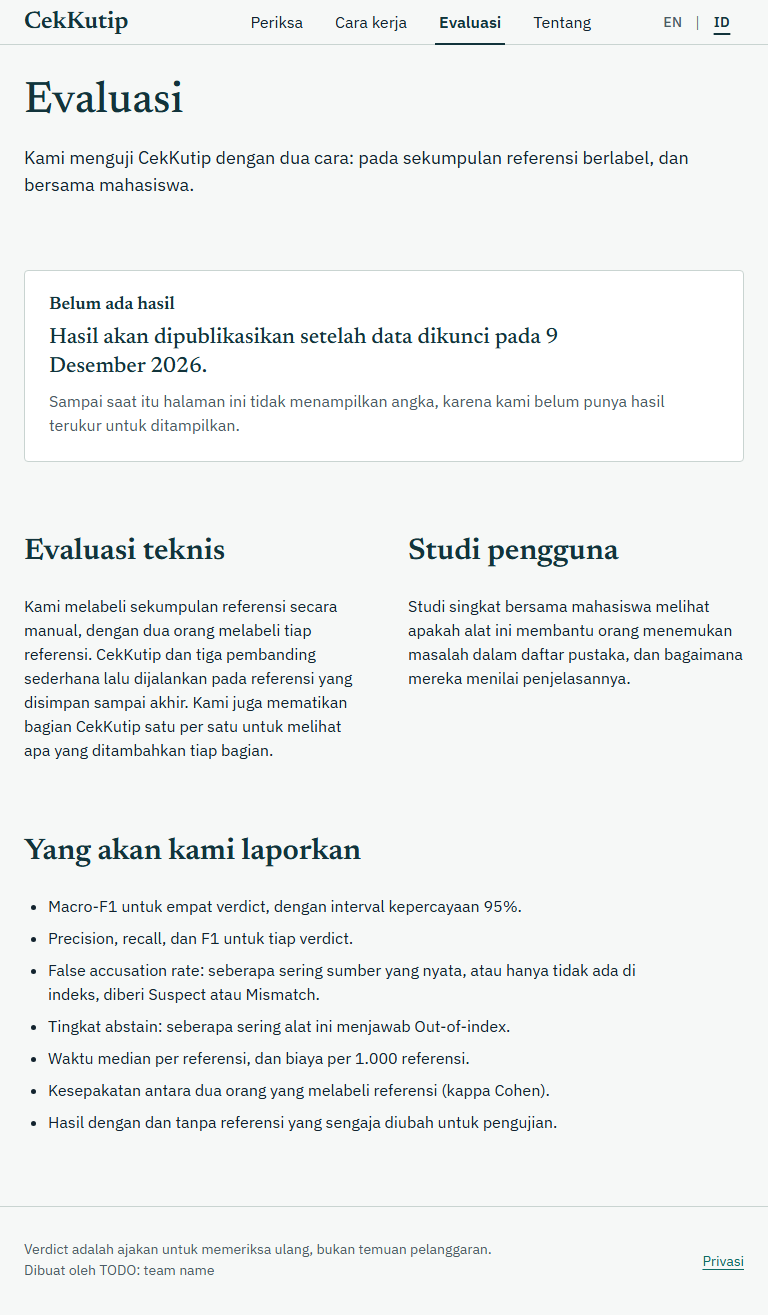 CekKutip
Periksa
Cara kerja
Evaluasi
Tentang
EN | ID
Evaluasi
Kami menguji CekKutip dengan dua cara: pada sekumpulan referensi berlabel, dan
bersama mahasiswa.
Belum ada hasil
Hasil akan dipublikasikan setelah data dikunci pada 9
Desember 2026.
Sampai saat itu halaman ini tidak menampilkan angka, karena kami belum punya hasil
terukur untuk ditampilkan.
Evaluasi teknis
Kami melabeli sekumpulan referensi secara
manual, dengan dua orang melabeli tiap
referensi. CekKutip dan tiga pembanding
sederhana lalu dijalankan pada referensi yang
disimpan sampai akhir. Kami juga mematikan
bagian CekKutip satu per satu untuk melihat
apa yang ditambahkan tiap bagian.
Studi pengguna
Studi singkat bersama mahasiswa melihat
apakah alat ini membantu orang menemukan
masalah dalam daftar pustaka, dan bagaimana
mereka menilai penjelasannya.
Yang akan kami laporkan
• Macro-F1 untuk empat verdict, dengan interval kepercayaan 95%.
• Precision, recall, dan F1 untuk tiap verdict.
• False accusation rate: seberapa sering sumber yang nyata, atau hanya tidak ada di
indeks, diberi Suspect atau Mismatch.
• Tingkat abstain: seberapa sering alat ini menjawab Out-of-index.
• Waktu median per referensi, dan biaya per 1.000 referensi.
• Kesepakatan antara dua orang yang melabeli referensi (kappa Cohen).
• Hasil dengan dan tanpa referensi yang sengaja diubah untuk pengujian.
Verdict adalah ajakan untuk memeriksa ulang, bukan temuan pelanggaran.
Dibuat oleh TODO: team name
Privasi